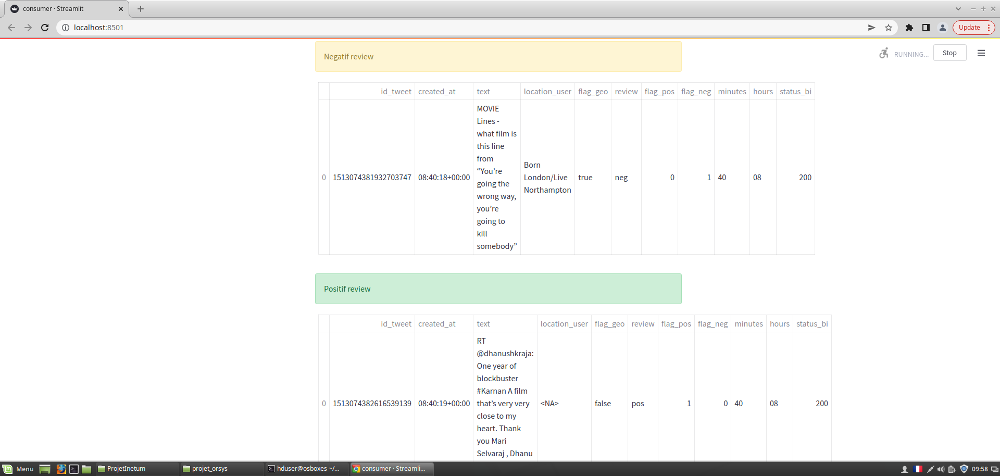 consumer · Streamlit
localhost:8501
Update
RUNNING...
Stop
Negatif review
id_tweet created_at text location_user flag_geo review flag_pos flag_neg minutes hours status_bi
0 1513074381932703747 08:40:18+00:00
MOVIE
Lines -
what film is
this line
from
“You’re
going the
wrong way,
you’re
going to
kill
somebody”
Born
London/Live
Northampton
true neg 0 1 40 08 200
Positif review
id_tweet created_at text location_user flag_geo review flag_pos flag_neg minutes hours status_bi
0 1513074382616539139 08:40:19+00:00
RT
@dhanushkraja:
One year of
blockbuster
#Karnan A film
that’s very very
close to my
heart. Thank
you Mari
Selvaraj , Dhanu
<NA> false pos 1 0 40 08 200
Menu
ProjetInetum
projet_orsys
hduser@osboxes ~/...
consumer · Streamli...
09:58